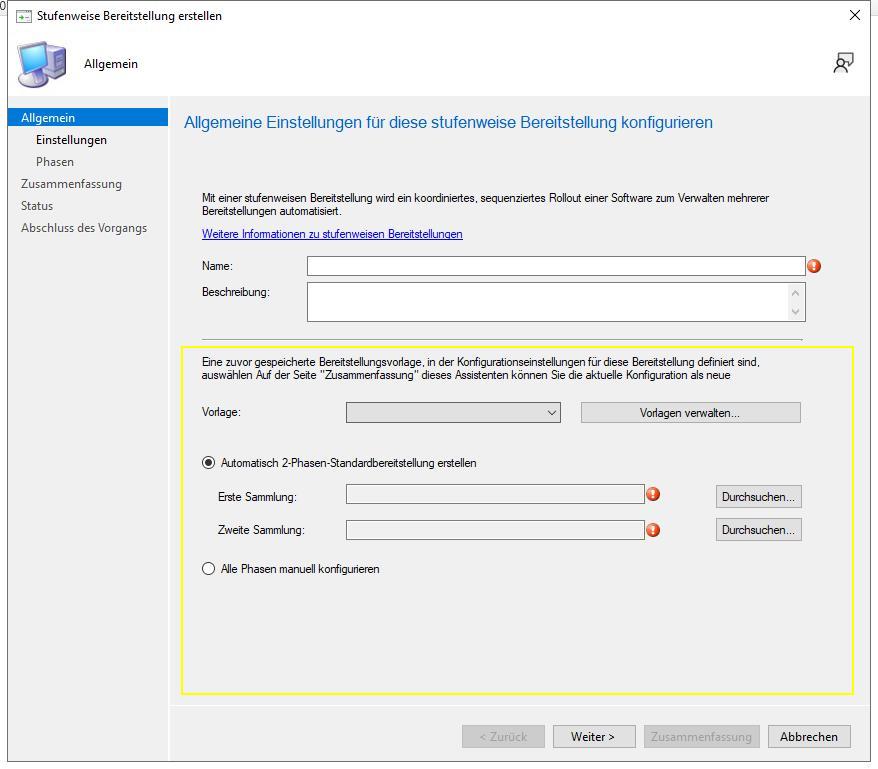 Stufenweise Bereitstellung erstellen
Allgemein
Allgemein
Einstellungen
Phasen
Zusammenfassung
Status
Abschluss des Vorgangs
Allgemeine Einstellungen für diese stufenweise Bereitstellung konfigurieren
Mit einer stufenweisen Bereitstellung wird ein koordiniertes, sequenziertes Rollout einer Software zum Verwalten mehrerer
Bereitstellungen automatisiert.
Weitere Informationen zu stufenweisen Bereitstellungen
Name:
Beschreibung:
Eine zuvor gespeicherte Bereitstellungsvorlage, in der Konfigurationseinstellungen für diese Bereitstellung definiert sind,
auswählen Auf der Seite "Zusammenfassung" dieses Assistenten können Sie die aktuelle Konfiguration als neue
Vorlage:
Vorlagen verwalten...
Automatisch 2-Phasen-Standardbereitstellung erstellen
Erste Sammlung:
Durchsuchen...
Zweite Sammlung:
Durchsuchen...
Alle Phasen manuell konfigurieren
< Zurück
Weiter >
Zusammenfassung
Abbrechen